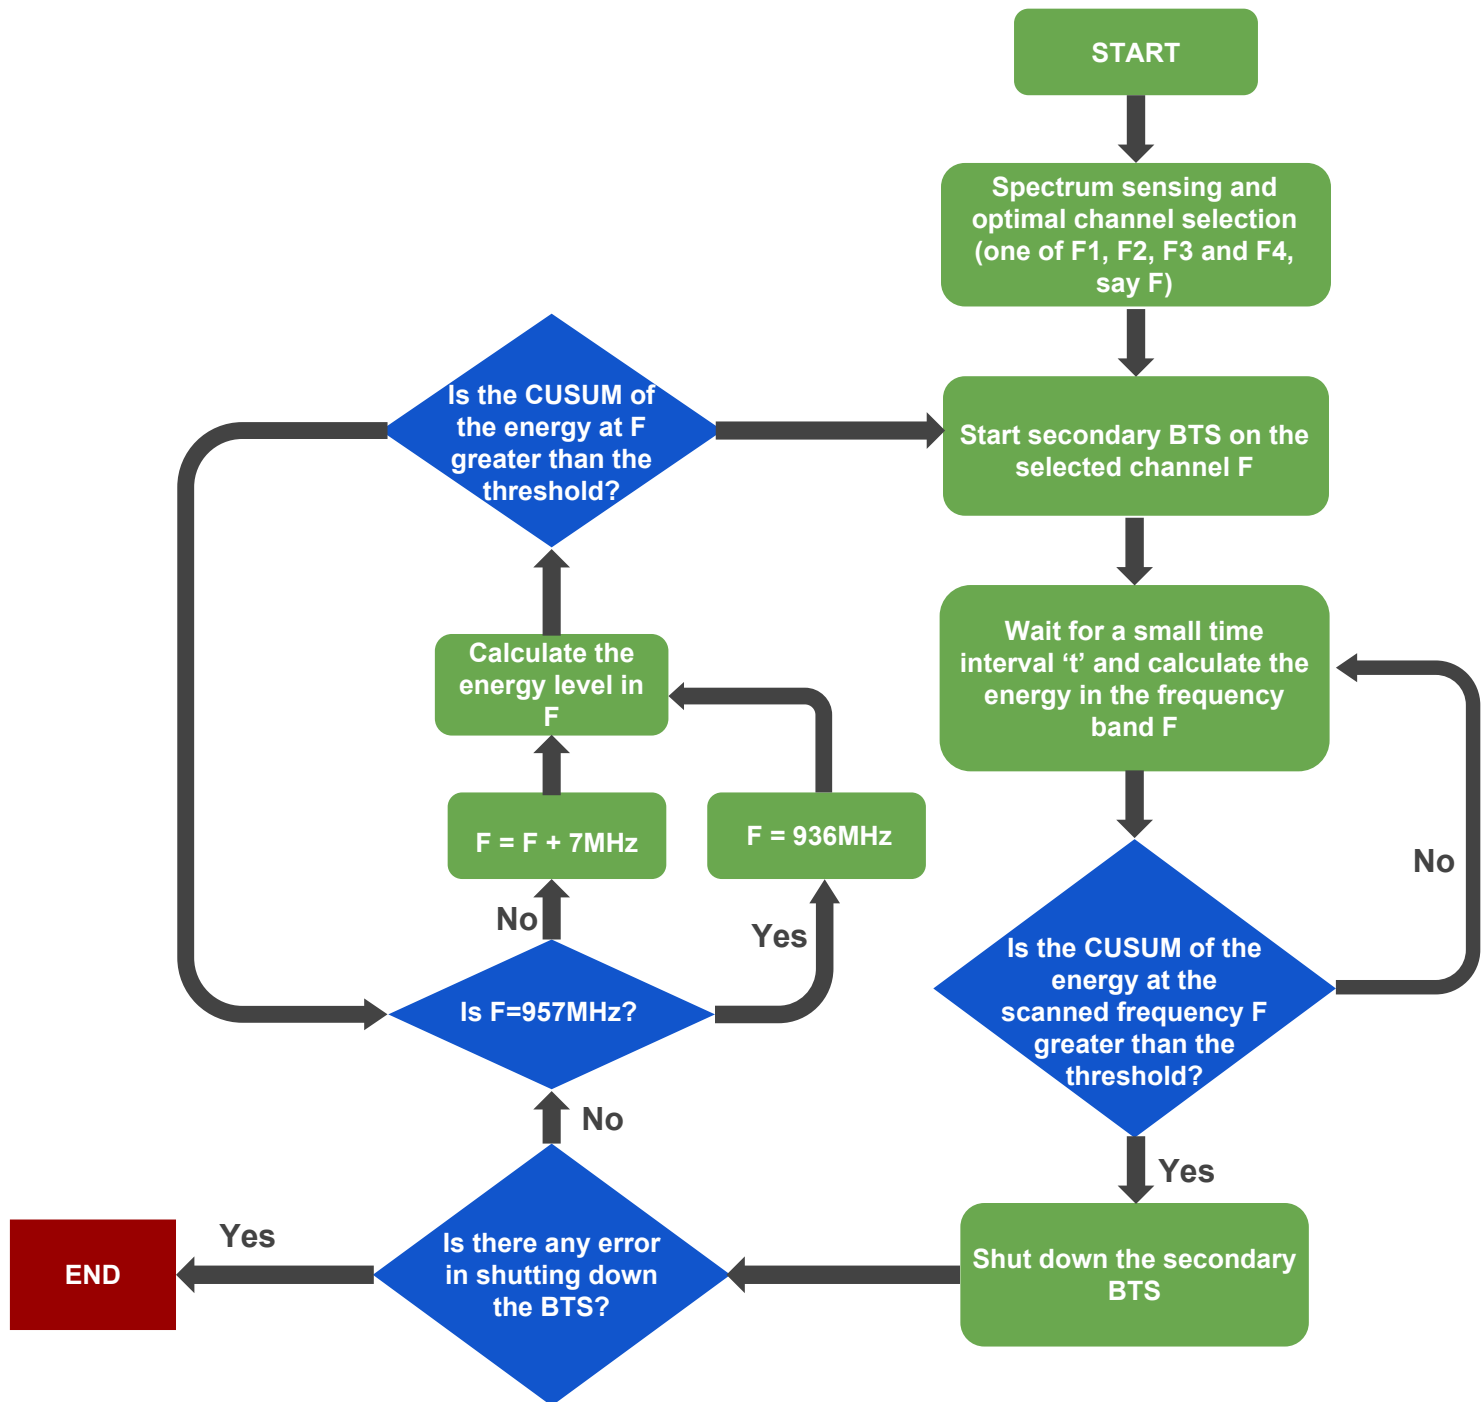 START
Spectrum sensing and
optimal channel selection
(one of F1, F2, F3 and F4,
say F)
Is the CUSUM of
the energy at F
greater than the
threshold?
Start secondary BTS on the
selected channel F
Wait for a small time
interval ‘t’ and calculate the
energy in the frequency
band F
Calculate the
energy level in
F
F = F + 7MHz
F = 936MHz
No
No
Yes
Is the CUSUM of the
energy at the
scanned frequency F
greater than the
threshold?
Is F=957MHz?
No
Yes
Yes
Is there any error
in shutting down
the BTS?
Shut down the secondary
BTS
END